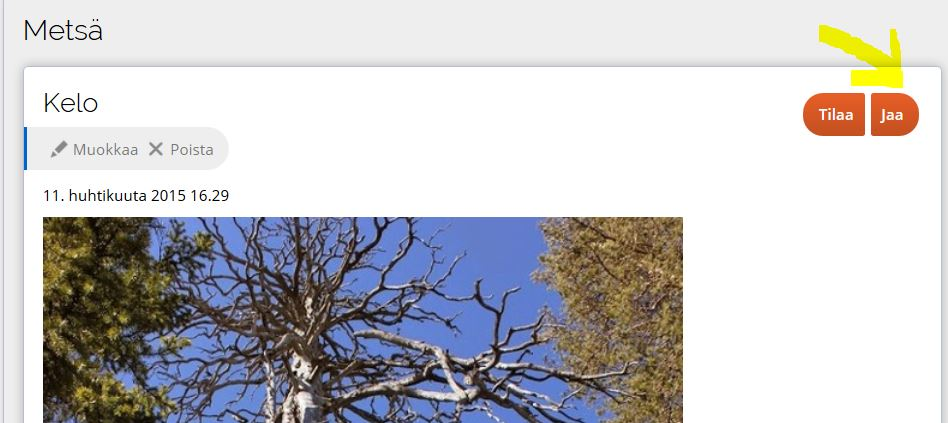 Metsä
Kelo
Tilaa Jaa
Muokkaa Poista
11. huhtikuuta 2015 16.29